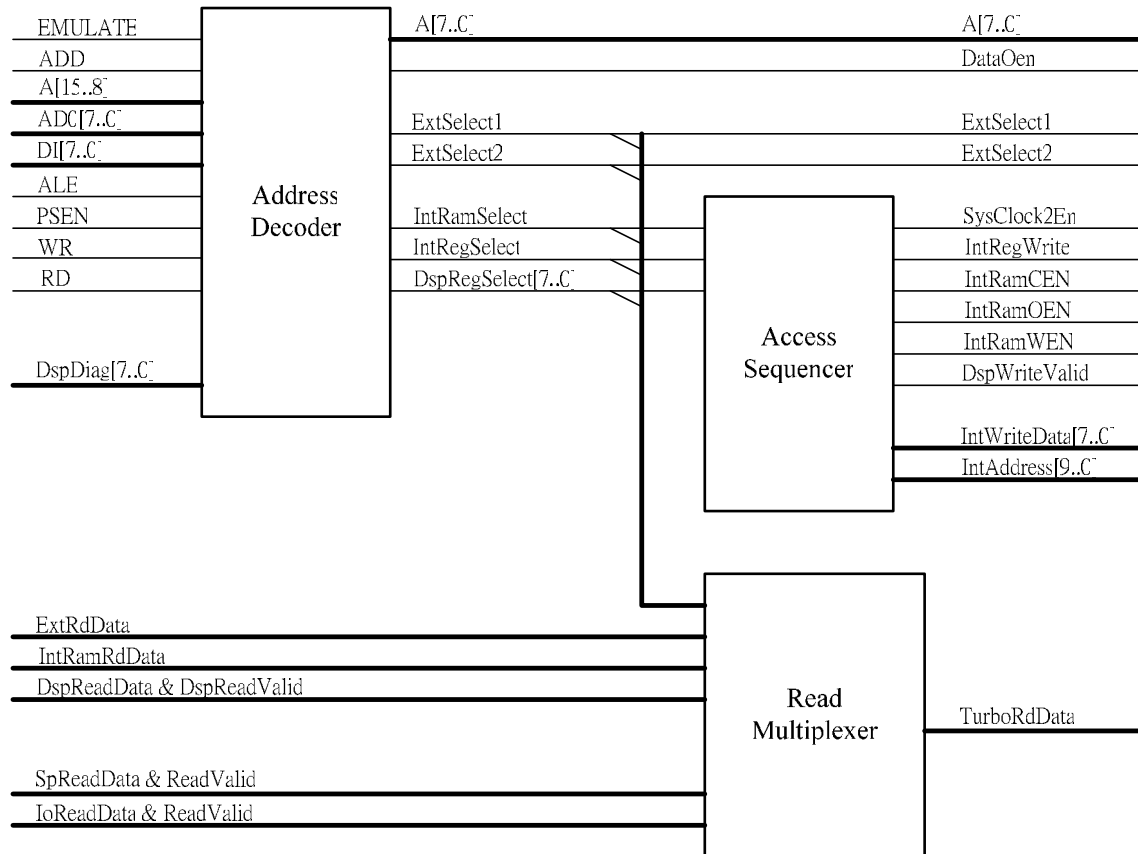 EMULATE
ADD
A[15..8]
ADC[7..0]
DI[7..0]
ALE
PSEN
WR
RD
DspDiag[7..0]
Address
Decoder
A[7..0]
A[7..0]
DataOen
ExtSelect1
ExtSelect1
ExtSelect2
ExtSelect2
IntRamSelect
IntRegSelect
DspRegSelect[7..0]
Access
Sequencer
SysClock2En
IntRegWrite
IntRamCEN
IntRamOEN
IntRamWEN
DspWriteValid
IntWriteData[7..0]
IntAddress[9..0]
ExtRdData
IntRamRdData
DspReadData & DspReadValid
SpReadData & ReadValid
IoReadData & ReadValid
Read
Multiplexer
TurboRdData